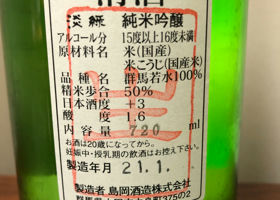 清酒
淡緑 純米吟醸
アルコール分 15度以上16度未満
原材料名 米(国産)
米こうじ(国産米)
品種名 群馬若水100%
精米歩合 50%
日本酒度 +3
酸度 1.6
内容量 720 ml
お酒は20歳になってから。
妊娠中・授乳期の飲酒はお控え下さい。
製造年月 21.1.
製造者 島岡酒造株式会社